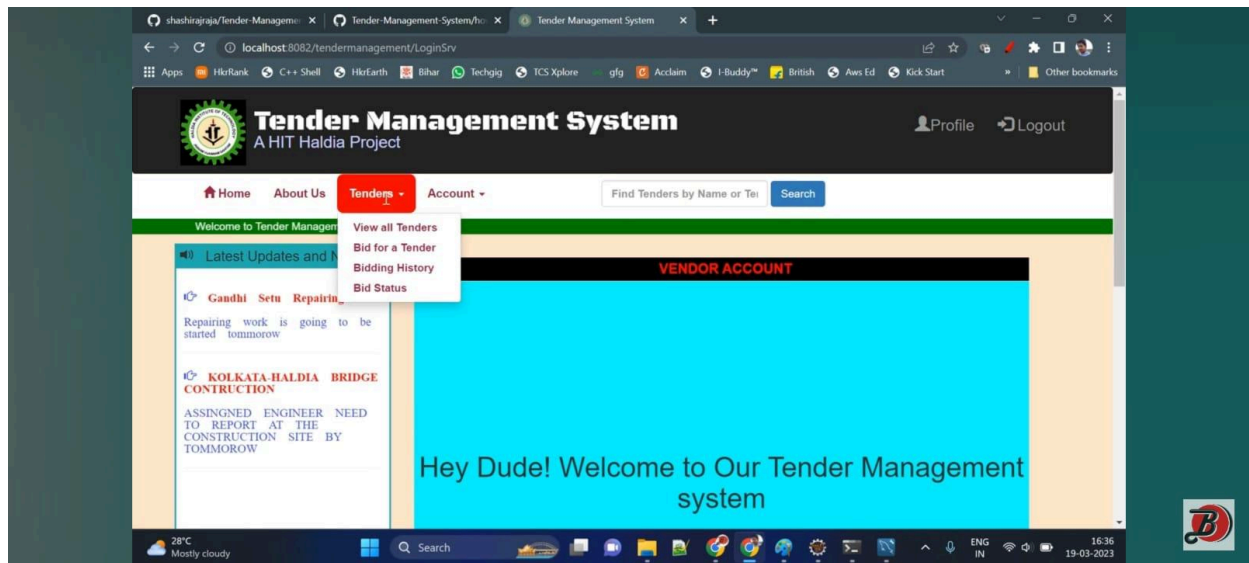 shashirajraja/Tender-Manageme
Tender-Management-System/ho
Tender Management System
localhost:8082/tendermanagement/LoginSrv
Apps HkrRank C++ Shell HkrEarth Bihar Techgig TCS Xplore gfg Acclaim I-Buddy™ British Aws Ed Kick Start » Other bookmarks
Tender Management System
A HIT Haldia Project
Profile Logout
Home About Us Tenders Account Find Tenders by Name or Te Search
Welcome to Tender Managem
View all Tenders
Bid for a Tender
Bidding History
Bid Status
Latest Updates and N
VENDOR ACCOUNT
Gandhi Setu Repairin
Repairing work is going to be
started tommorow
KOLKATA-HALDIA BRIDGE
CONTRUCTION
ASSINGNED ENGINEER NEED
TO REPORT AT THE
CONSTRUCTION SITE BY
TOMMOROW
Hey Dude! Welcome to Our Tender Management
system
28°C
Mostly cloudy
Search
ENG
IN
16:36
19-03-2023
B